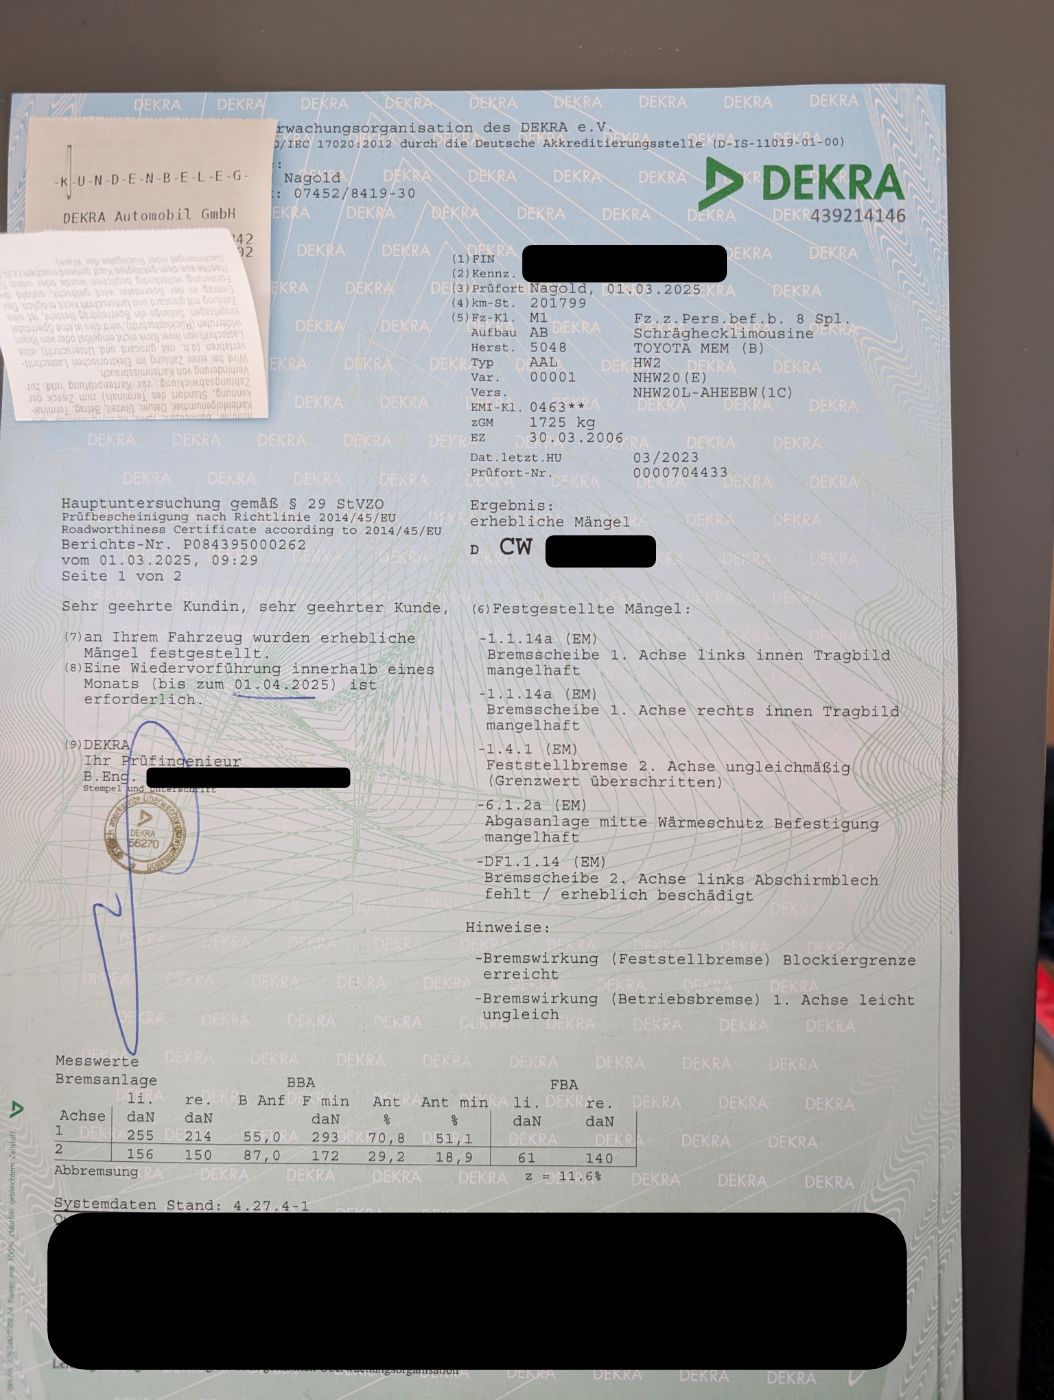 rwachungsorganisation des DEKRA e.V.
/IEC 17020:2012 durch die Deutsche Akkreditierungsstelle (D-IS-11019-01-00)
Nagold
07452/8419-30
DEKRA
439214146
-K-U-N-D-E-N-B-E-L-E-G-
DEKRA Automobil GmbH
(1) FIN
(2) Kennz.
(3) Prüfort Nagold, 01.03.2025
(4) km-St. 201799
(5) Fz-Kl. M1 Fz.z.Pers.bef.b. 8 Spl.
Aufbau AB Schräghecklimousine
Herst. 5048 TOYOTA MEM (B)
Typ AAL HW2
Var. 00001 NHW20(E)
Vers. NHW20L-AHEEBW(1C)
EMI-Kl. 0463**
zGM 1725 kg
EZ 30.03.2006
Dat.letzt.HU 03/2023
Prüfort-Nr. 0000704433
Hauptuntersuchung gemäß § 29 StVZO
Prüfbescheinigung nach Richtlinie 2014/45/EU
Roadworthiness Certificate according to 2014/45/EU
Berichts-Nr. P084395000262
vom 01.03.2025, 09:29
Seite 1 von 2
Ergebnis:
erhebliche Mängel
D CW
Sehr geehrte Kundin, sehr geehrter Kunde,
(7) an Ihrem Fahrzeug wurden erhebliche
Mängel festgestellt.
(8) Eine Wiedervorführung innerhalb eines
Monats (bis zum 01.04.2025) ist
erforderlich.
(9) DEKRA
Ihr Prüfingenieur
B.Eng.
Stempel und Unterschrift
DEKRA
56270
(6) Festgestellte Mängel:
-1.1.14a (EM)
Bremsscheibe 1. Achse links innen Tragbild
mangelhaft
-1.1.14a (EM)
Bremsscheibe 1. Achse rechts innen Tragbild
mangelhaft
-1.4.1 (EM)
Feststellbremse 2. Achse ungleichmäßig
(Grenzwert überschritten)
-6.1.2a (EM)
Abgasanlage mitte Wärmeschutz Befestigung
mangelhaft
-DF1.1.14 (EM)
Bremsscheibe 2. Achse links Abschirmblech
fehlt / erheblich beschädigt
Hinweise:
-Bremswirkung (Feststellbremse) Blockiergrenze
erreicht
-Bremswirkung (Betriebsbremse) 1. Achse leicht
ungleich
Messwerte
Bremsanlage BBA FBA
li. re. B Anf F min Ant Ant min li. re.
Achse daN daN daN % % daN daN
1 255 214 55,0 293 70,8 51,1
2 156 150 87,0 172 29,2 18,9 61 140
Abbremsung z = 11.6%
Systemdaten Stand: 4.27.4-1